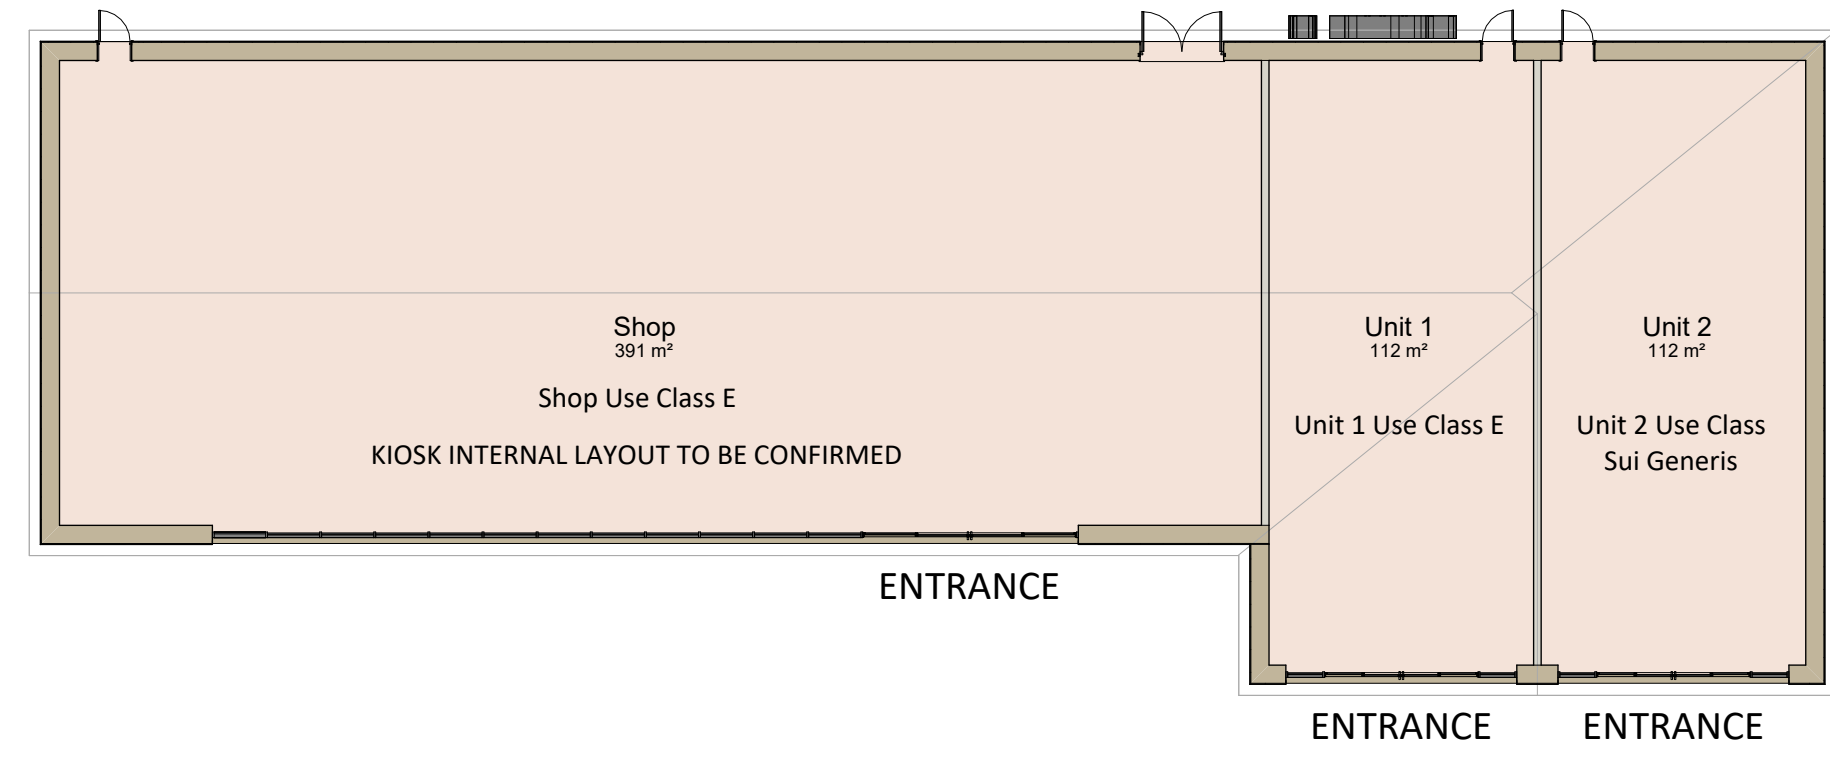 Shop
391 m²
Shop Use Class E
KIOSK INTERNAL LAYOUT TO BE CONFIRMED
ENTRANCE
Unit 1
112 m²
Unit 1 Use Class E
ENTRANCE
Unit 2
112 m²
Unit 2 Use Class
Sui Generis
ENTRANCE